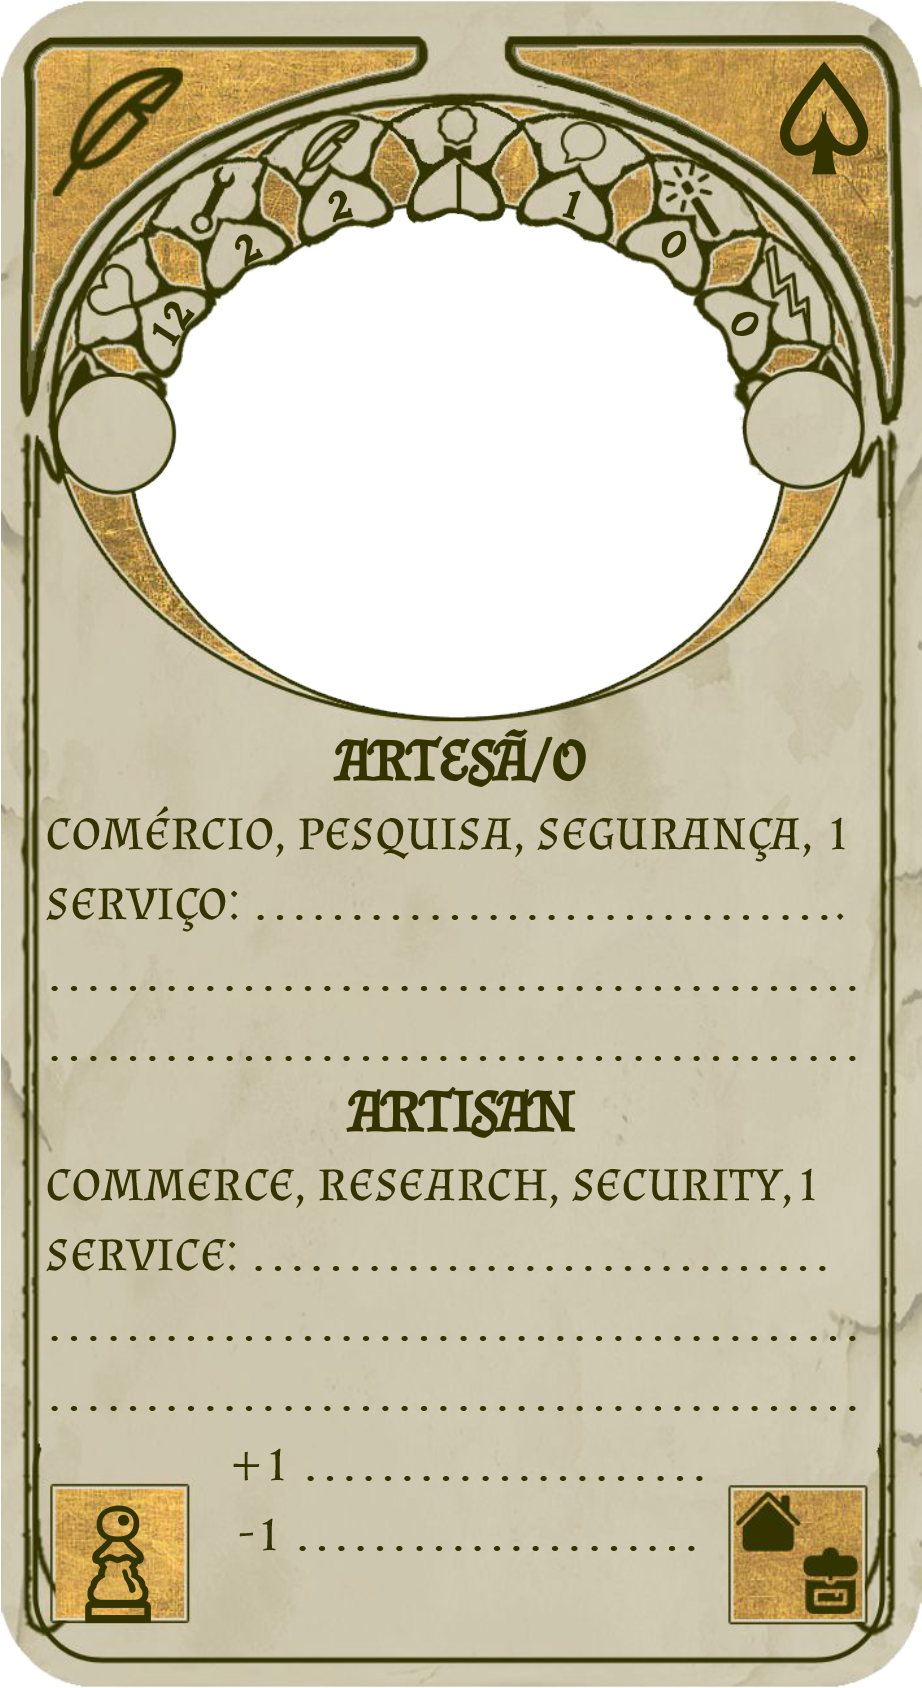 12 2 2 1 0 0
ARTESÃ/O
COMÉRCIO, PESQUISA, SEGURANÇA, 1
SERVIÇO: ..............................
..........................................
..........................................
ARTISAN
COMMERCE, RESEARCH, SECURITY,1
SERVICE: ..............................
..........................................
..........................................
+1 .....................
-1 .....................